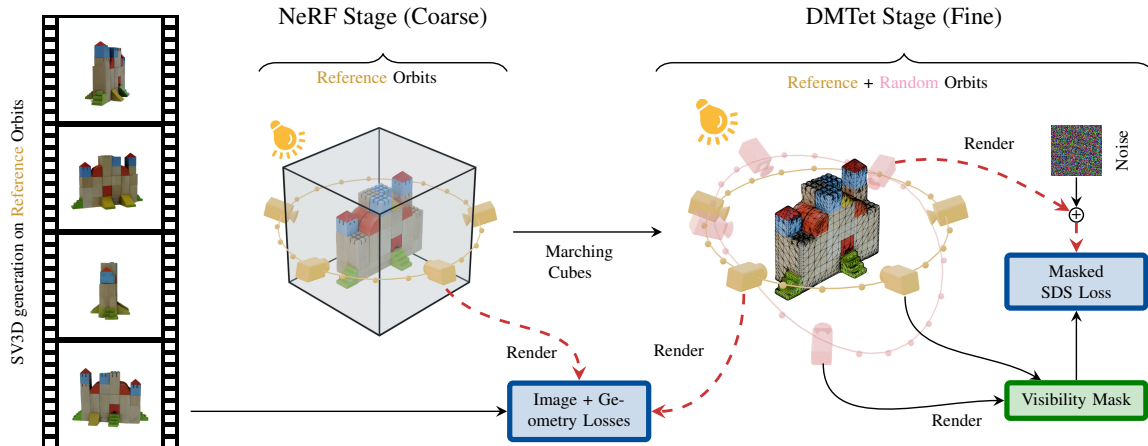 NeRF Stage (Coarse)
DMTet Stage (Fine)
Reference Orbits
Reference + Random Orbits
SV3D generation on Reference Orbits
Render
Noise
+
Marching
Cubes
Masked
SDS Loss
Render
Render
Image + Ge-
ometry Losses
Visibility Mask
Render